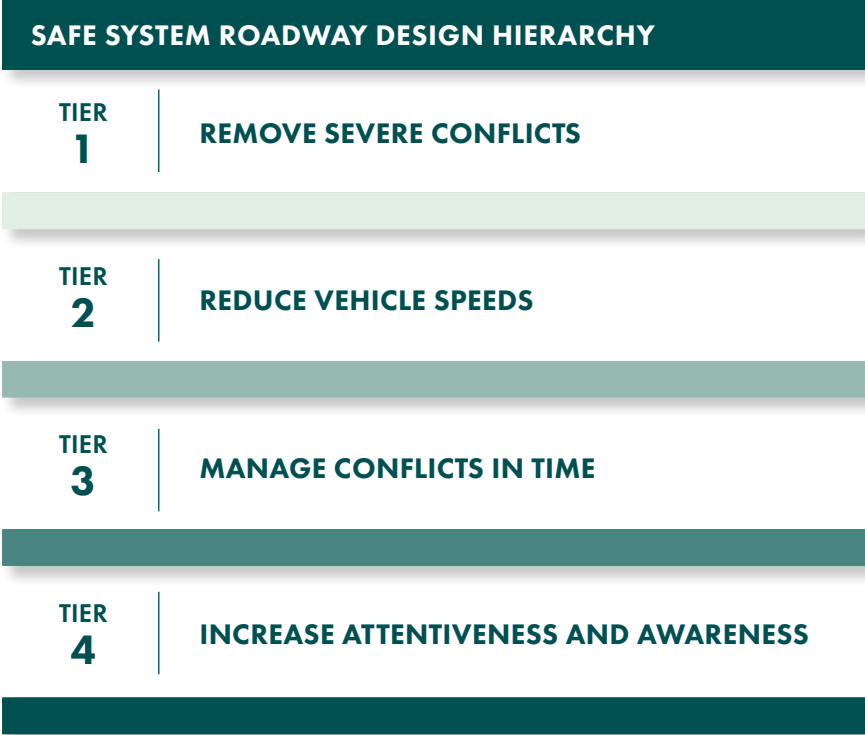 SAFE SYSTEM ROADWAY DESIGN HIERARCHY
TIER
1
REMOVE SEVERE CONFLICTS
TIER
2
REDUCE VEHICLE SPEEDS
TIER
3
MANAGE CONFLICTS IN TIME
TIER
4
INCREASE ATTENTIVENESS AND AWARENESS